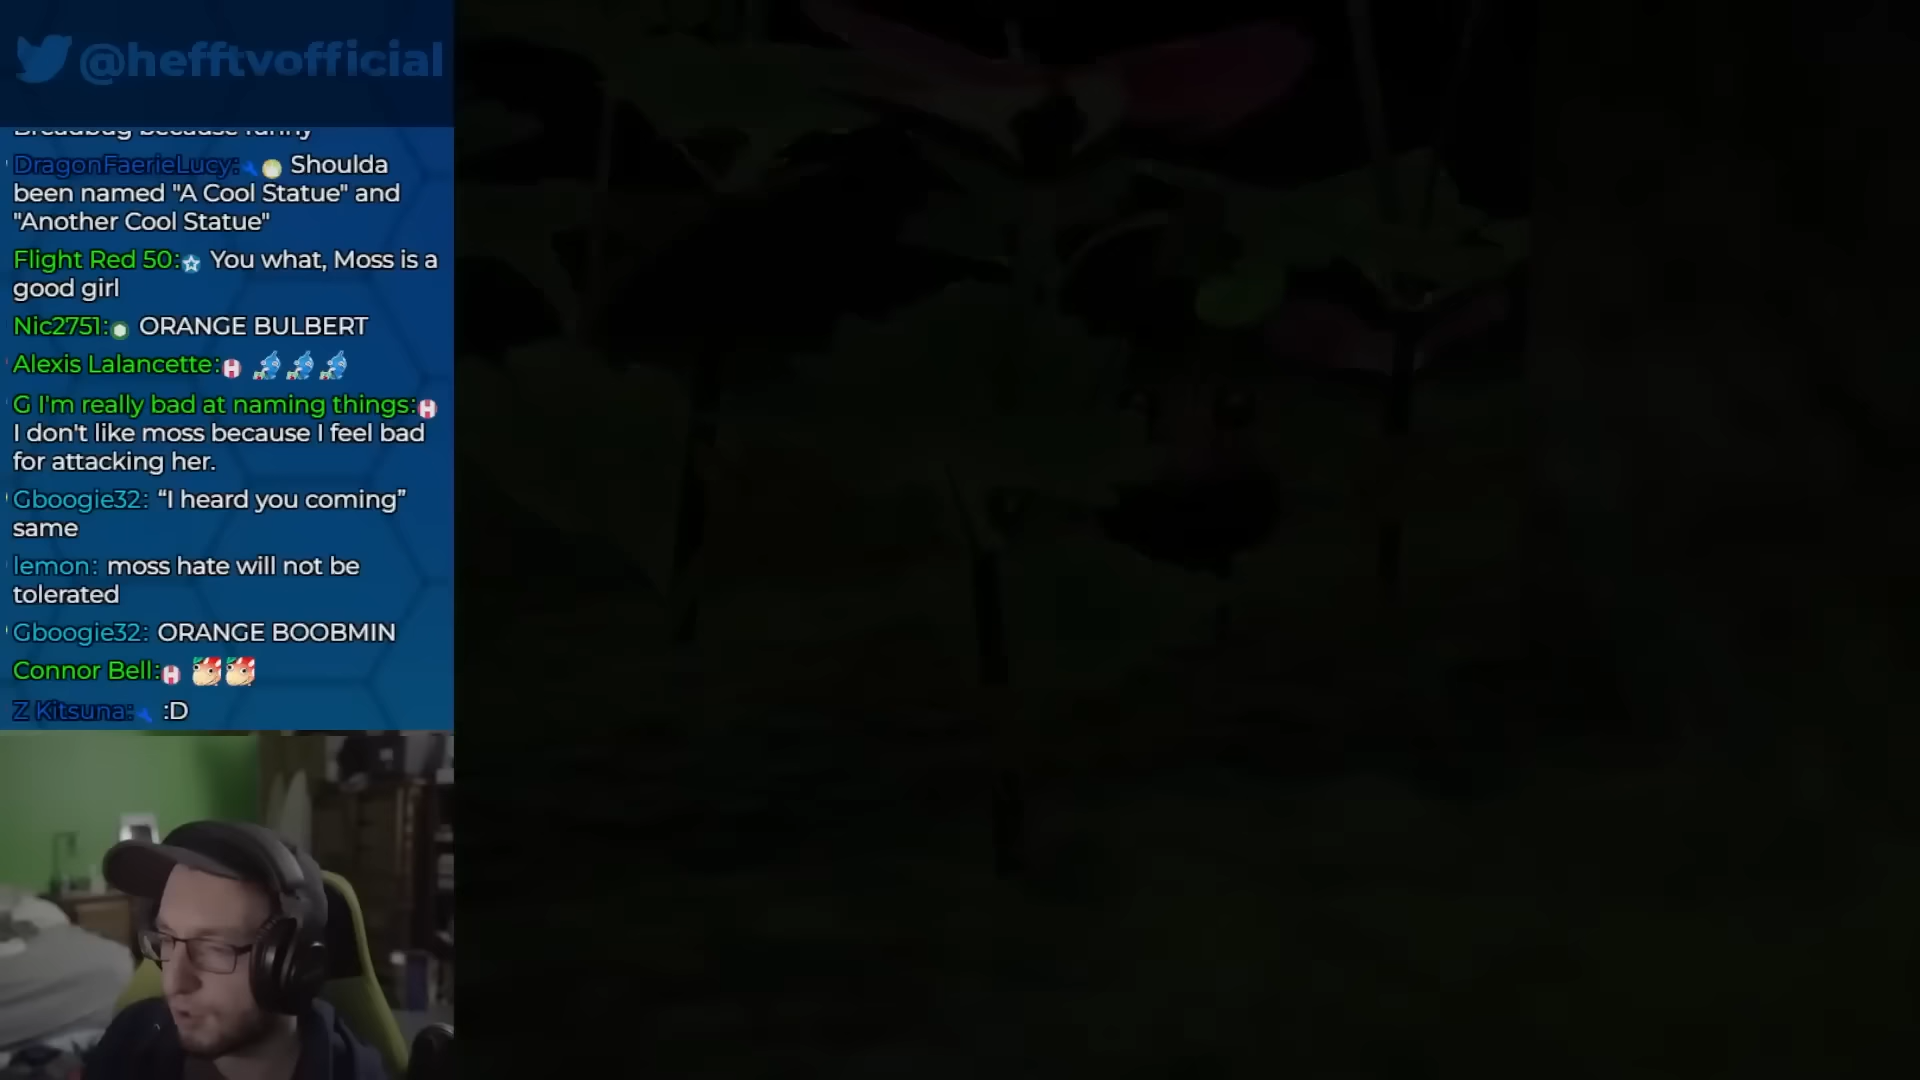 @hefftvofficial
Breadbug because funny
DragonFaerieLucy: Shoulda
been named "A Cool Statue" and
"Another Cool Statue"
Flight Red 50: You what, Moss is a
good girl
Nic2751: ORANGE BULBERT
Alexis Lalancette:
G I'm really bad at naming things:
I don't like moss because I feel bad
for attacking her.
Gboogie32: “I heard you coming”
same
lemon: moss hate will not be
tolerated
Gboogie32: ORANGE BOOBMIN
Connor Bell:
Z Kitsuna: :D